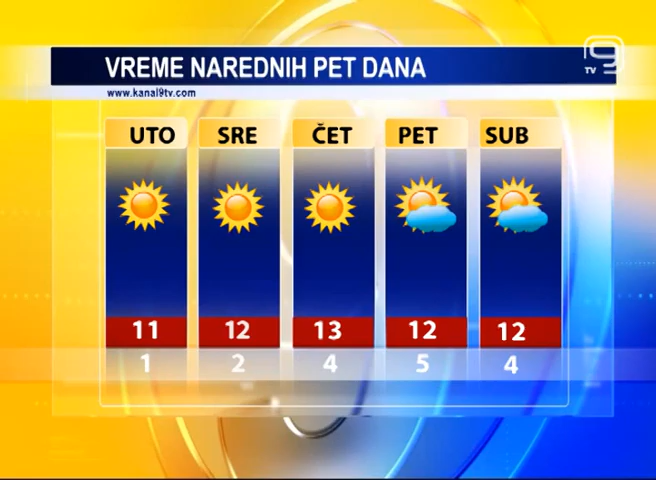 VREME NAREDNIH PET DANA
www.kanal9tv.com
TV 9
UTO SRE ČET PET SUB
11 12 13 12 12
1 2 4 5 4